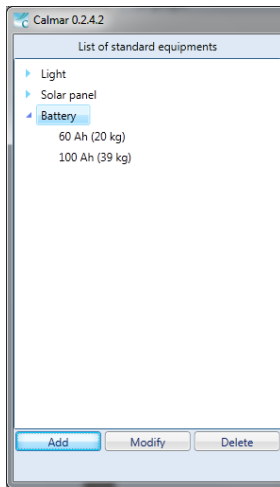 Calmar 0.2.4.2
List of standard equipments
Light
Solar panel
Battery
60 Ah (20 kg)
100 Ah (39 kg)
Add Modify Delete